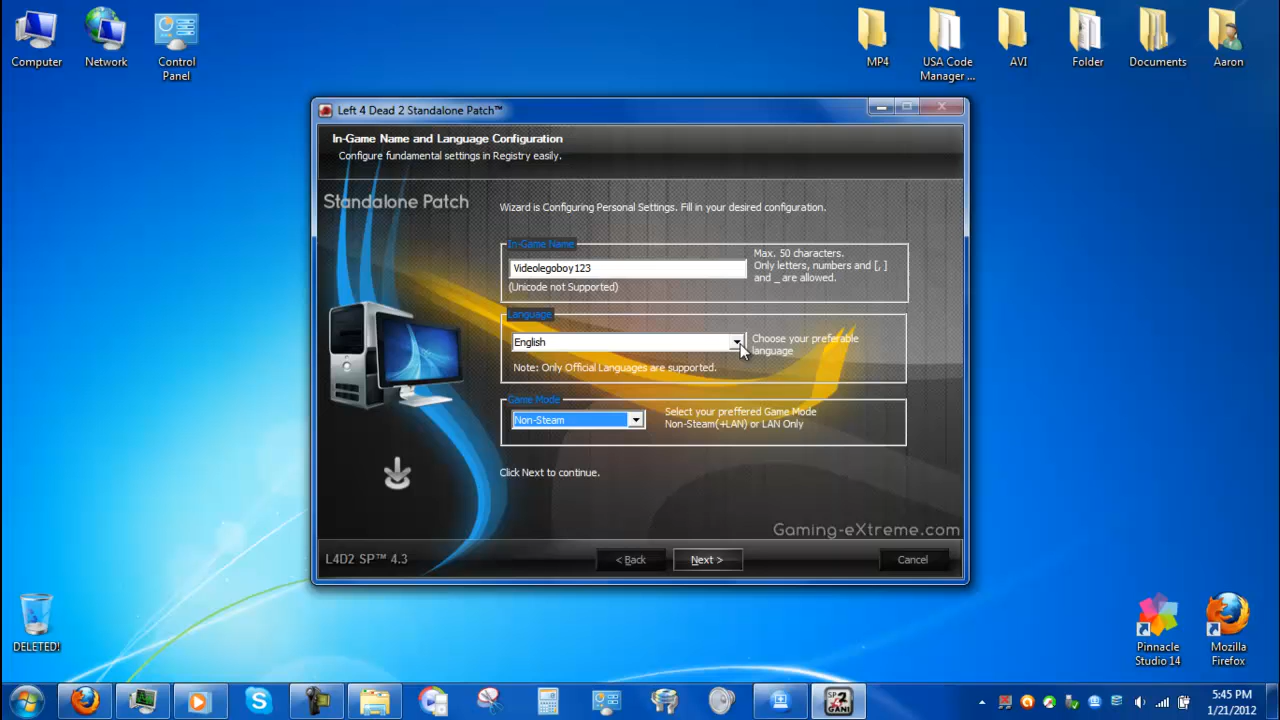 Computer
Network
Control
Panel
MP4
USA Code
Manager ...
AVI
Folder
Documents
Aaron
Left 4 Dead 2 Standalone Patch™
In-Game Name and Language Configuration
Configure fundamental settings in Registry easily.
Standalone Patch
Wizard is Configuring Personal Settings. Fill in your desired configuration.
In-Game Name
Videolegoboy123
(Unicode not Supported)
Max. 50 characters.
Only letters, numbers and [, ]
and _ are allowed.
Language
English
Choose your preferable
language
Note: Only Official Languages are supported.
Game Mode
Non-Steam
Select your preffered Game Mode
Non-Steam(+LAN) or LAN Only
Click Next to continue.
Gaming-eXtreme.com
L4D2 SP™ 4.3
< Back
Next >
Cancel
DELETED!
Pinnacle
Studio 14
Mozilla
Firefox
SP
2
GANI
5:45 PM
1/21/2012